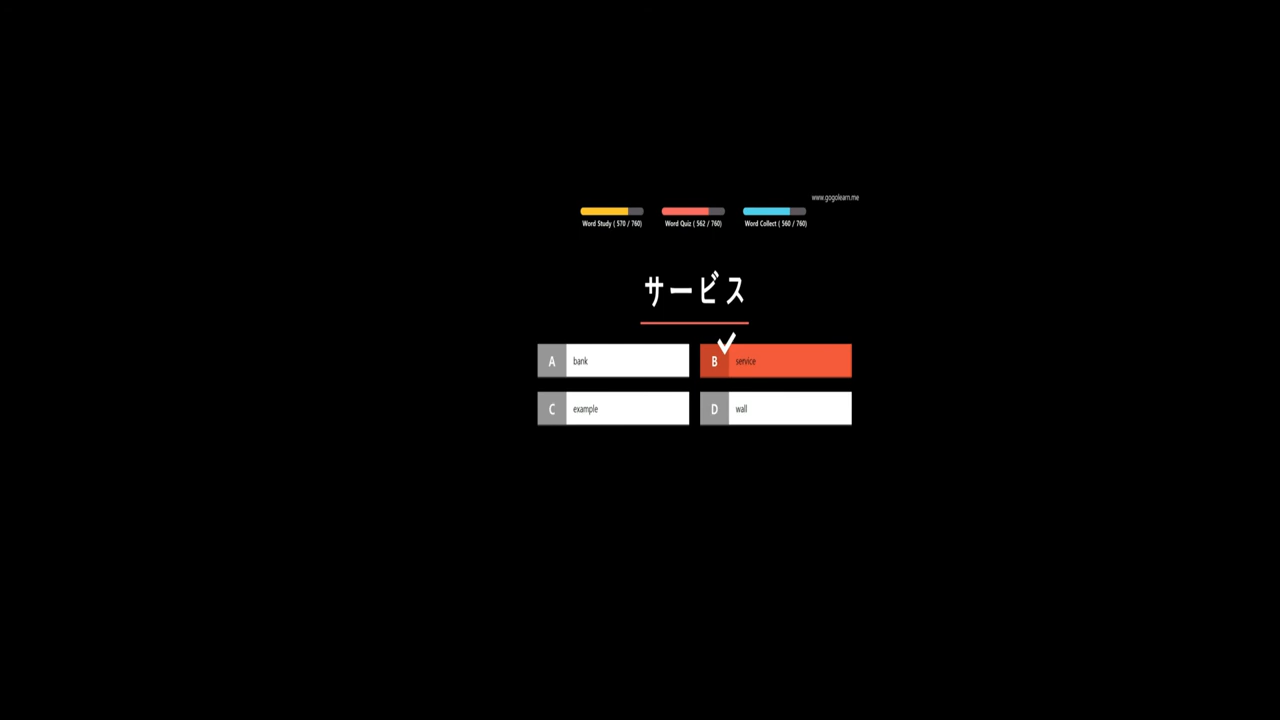 www.gogolearn.me
Word Study ( 570 / 760)
Word Quiz ( 562 / 760)
Word Collect ( 560 / 760)
サービス
A bank
B service
C example
D wall